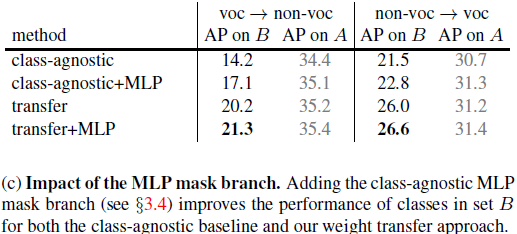 voc → non-voc non-voc → voc
method AP on B AP on A AP on B AP on A
class-agnostic 14.2 34.4 21.5 30.7
class-agnostic+MLP 17.1 35.1 22.8 31.3
transfer 20.2 35.2 26.0 31.2
transfer+MLP 21.3 35.4 26.6 31.4
(c) Impact of the MLP mask branch. Adding the class-agnostic MLP
mask branch (see §3.4) improves the performance of classes in set B
for both the class-agnostic baseline and our weight transfer approach.